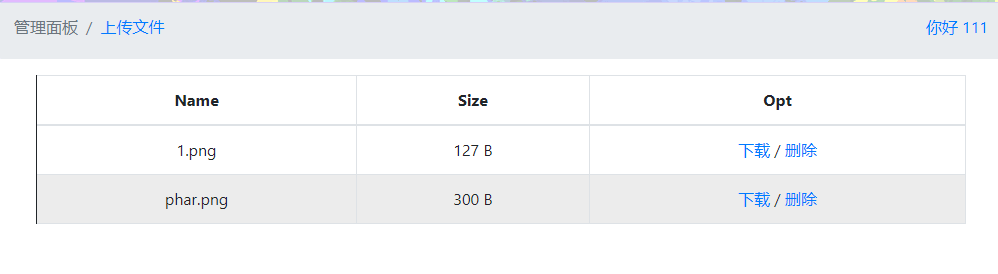 管理面板 / 上传文件 你好 111
Name Size Opt
1.png 127 B 下载 / 删除
phar.png 300 B 下载 / 删除